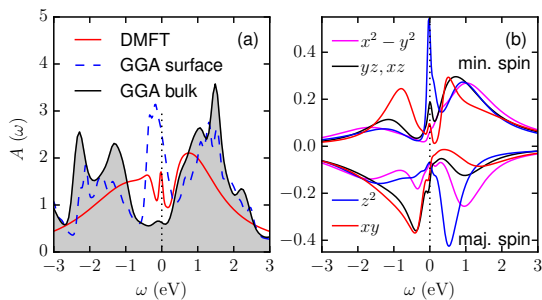 5
4
3
2
1
0
A (ω)
DMFT
GGA surface
GGA bulk
(a)
−3 −2 −1 0 1 2 3
ω (eV)
0.4
0.2
0.0
−0.2
−0.4
x² − y²
yz, xz
(b)
min. spin
z²
xy
maj. spin
−3 −2 −1 0 1 2 3
ω (eV)